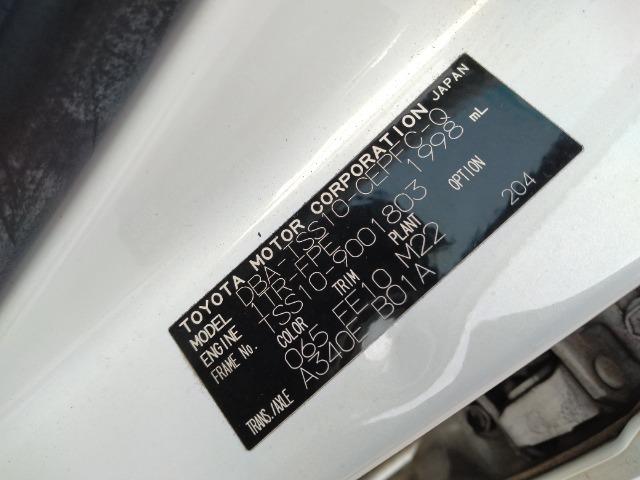 TOYOTA MOTOR CORPORATION JAPAN
MODEL DBA-TSS10-CEPFC-Q
ENGINE 1TR-FPE 1998 mL
FRAME No. TSS10-9001803
COLOR TRIM PLANT OPTION
065 FE10 M22 204
TRANS./AXLE A340E B01A